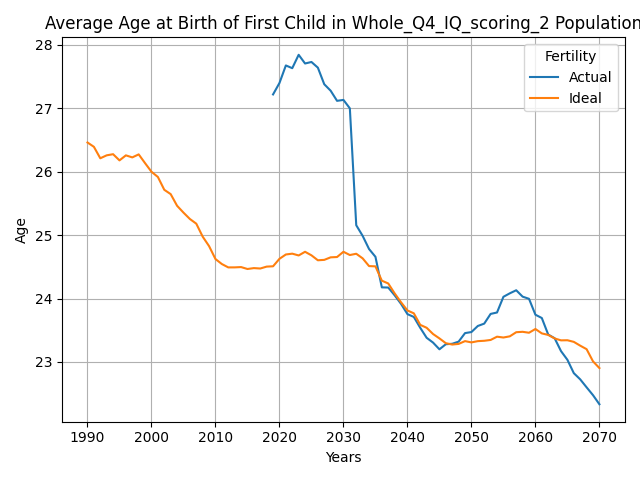 Average Age at Birth of First Child in Whole_Q4_IQ_scoring_2 Population
Fertility
Actual
Ideal
28
27
26
25
24
23
Age
1990 2000 2010 2020 2030 2040 2050 2060 2070
Years